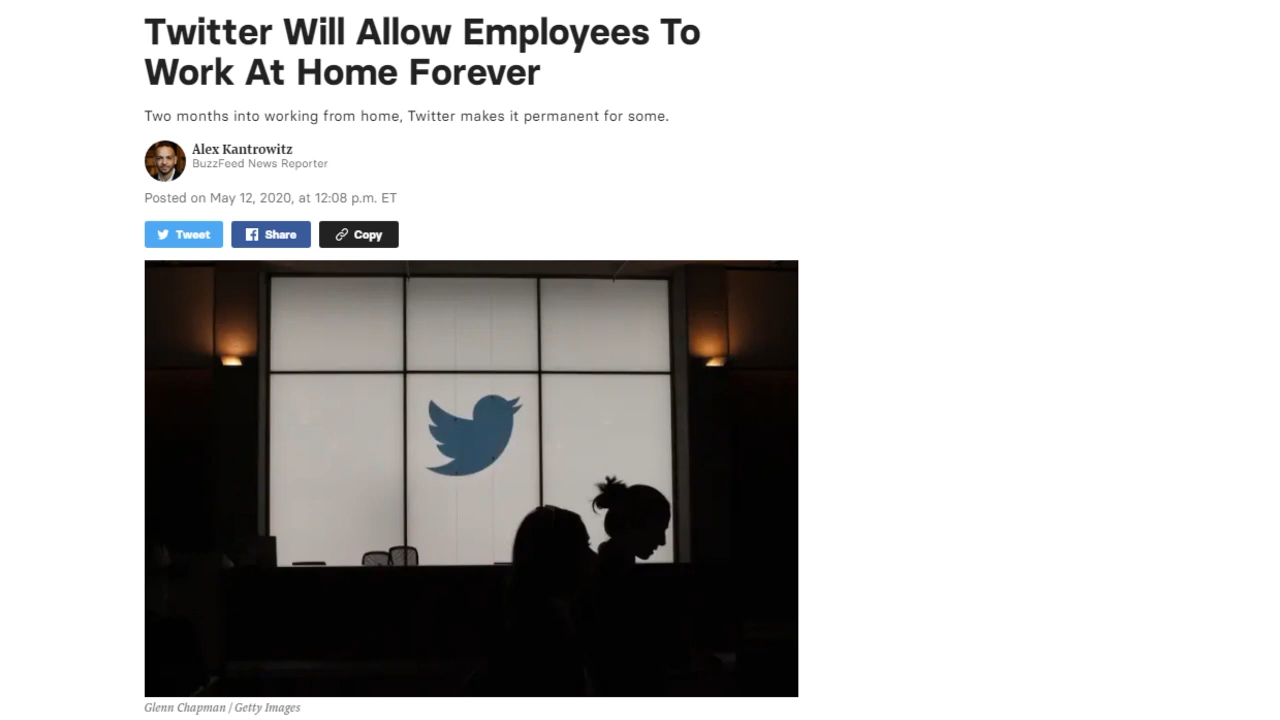 Twitter Will Allow Employees To
Work At Home Forever
Two months into working from home, Twitter makes it permanent for some.
Alex Kantrowitz
BuzzFeed News Reporter
Posted on May 12, 2020, at 12:08 p.m. ET
Tweet Share Copy
Glenn Chapman / Getty Images